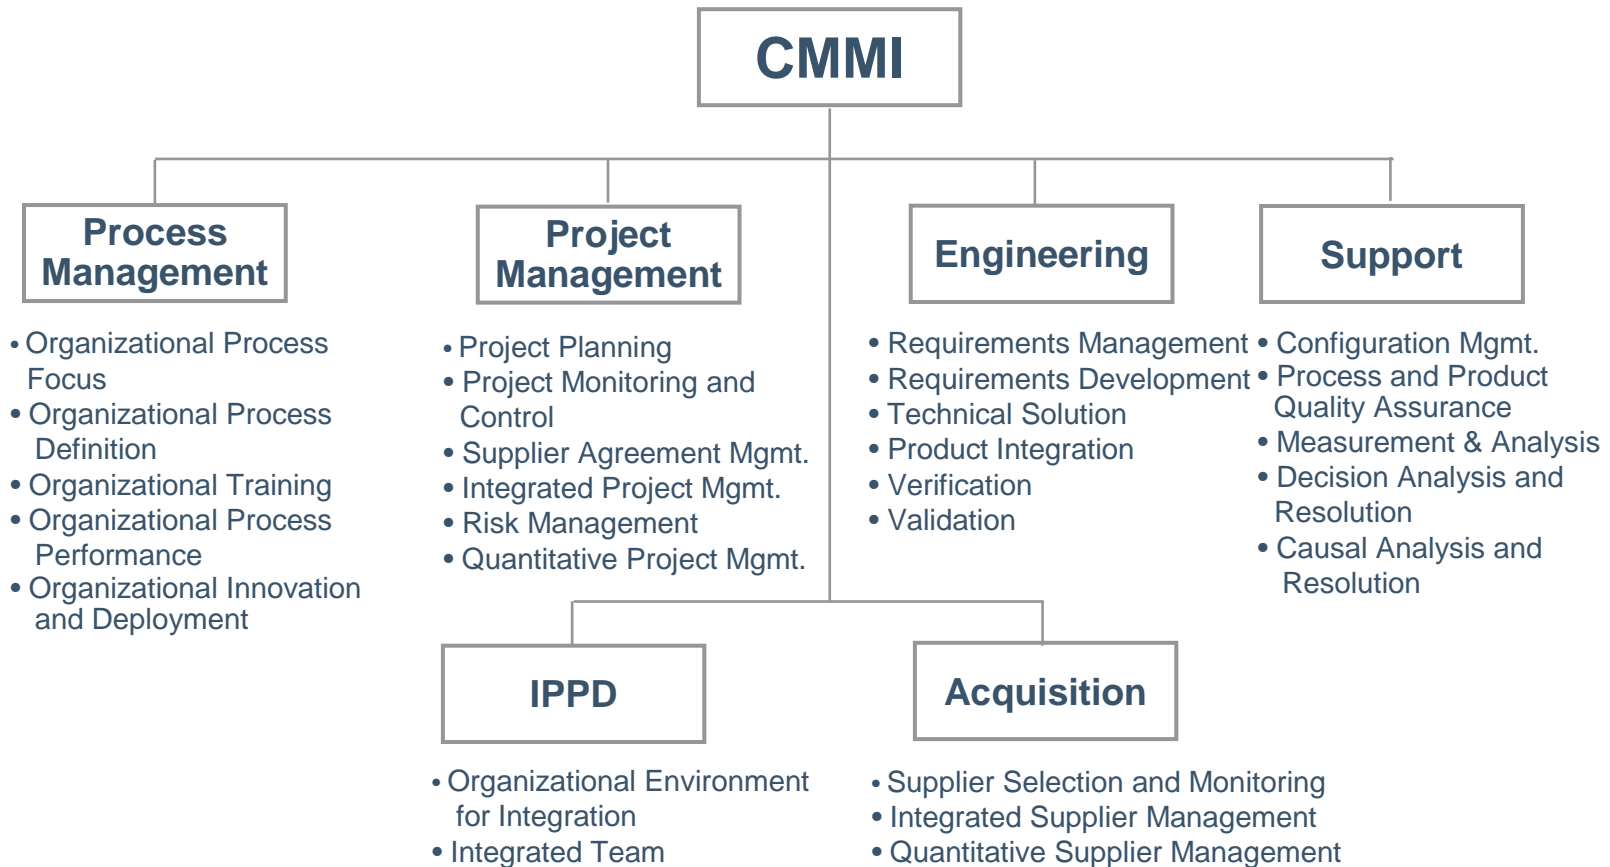 CMMI
Process
Management
• Organizational Process
Focus
• Organizational Process
Definition
• Organizational Training
• Organizational Process
Performance
• Organizational Innovation
and Deployment
Project
Management
• Project Planning
• Project Monitoring and
Control
• Supplier Agreement Mgmt.
• Integrated Project Mgmt.
• Risk Management
• Quantitative Project Mgmt.
Engineering
• Requirements Management
• Requirements Development
• Technical Solution
• Product Integration
• Verification
• Validation
Support
• Configuration Mgmt.
• Process and Product
Quality Assurance
• Measurement & Analysis
• Decision Analysis and
Resolution
• Causal Analysis and
Resolution
IPPD
• Organizational Environment
for Integration
• Integrated Team
Acquisition
• Supplier Selection and Monitoring
• Integrated Supplier Management
• Quantitative Supplier Management